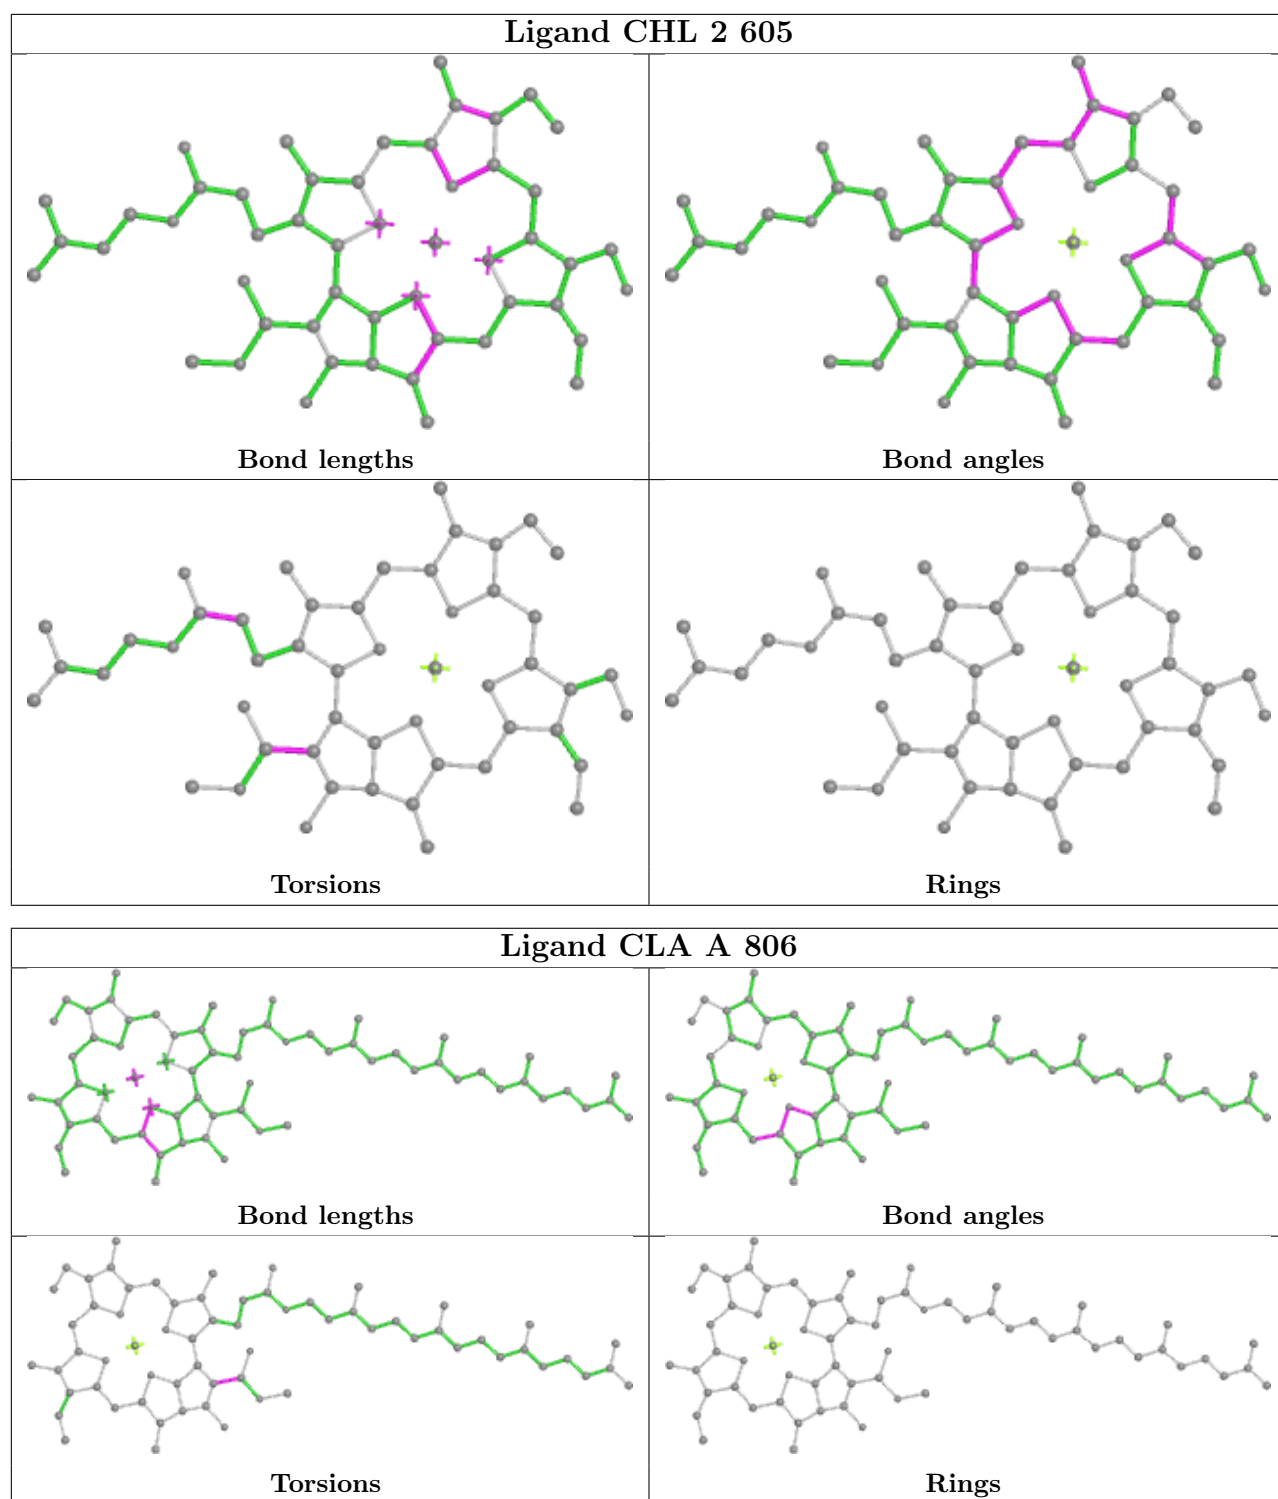 Ligand CHL 2 605
Bond lengths
Bond angles
Torsions
Rings
Ligand CLA A 806
Bond lengths
Bond angles
Torsions
Rings